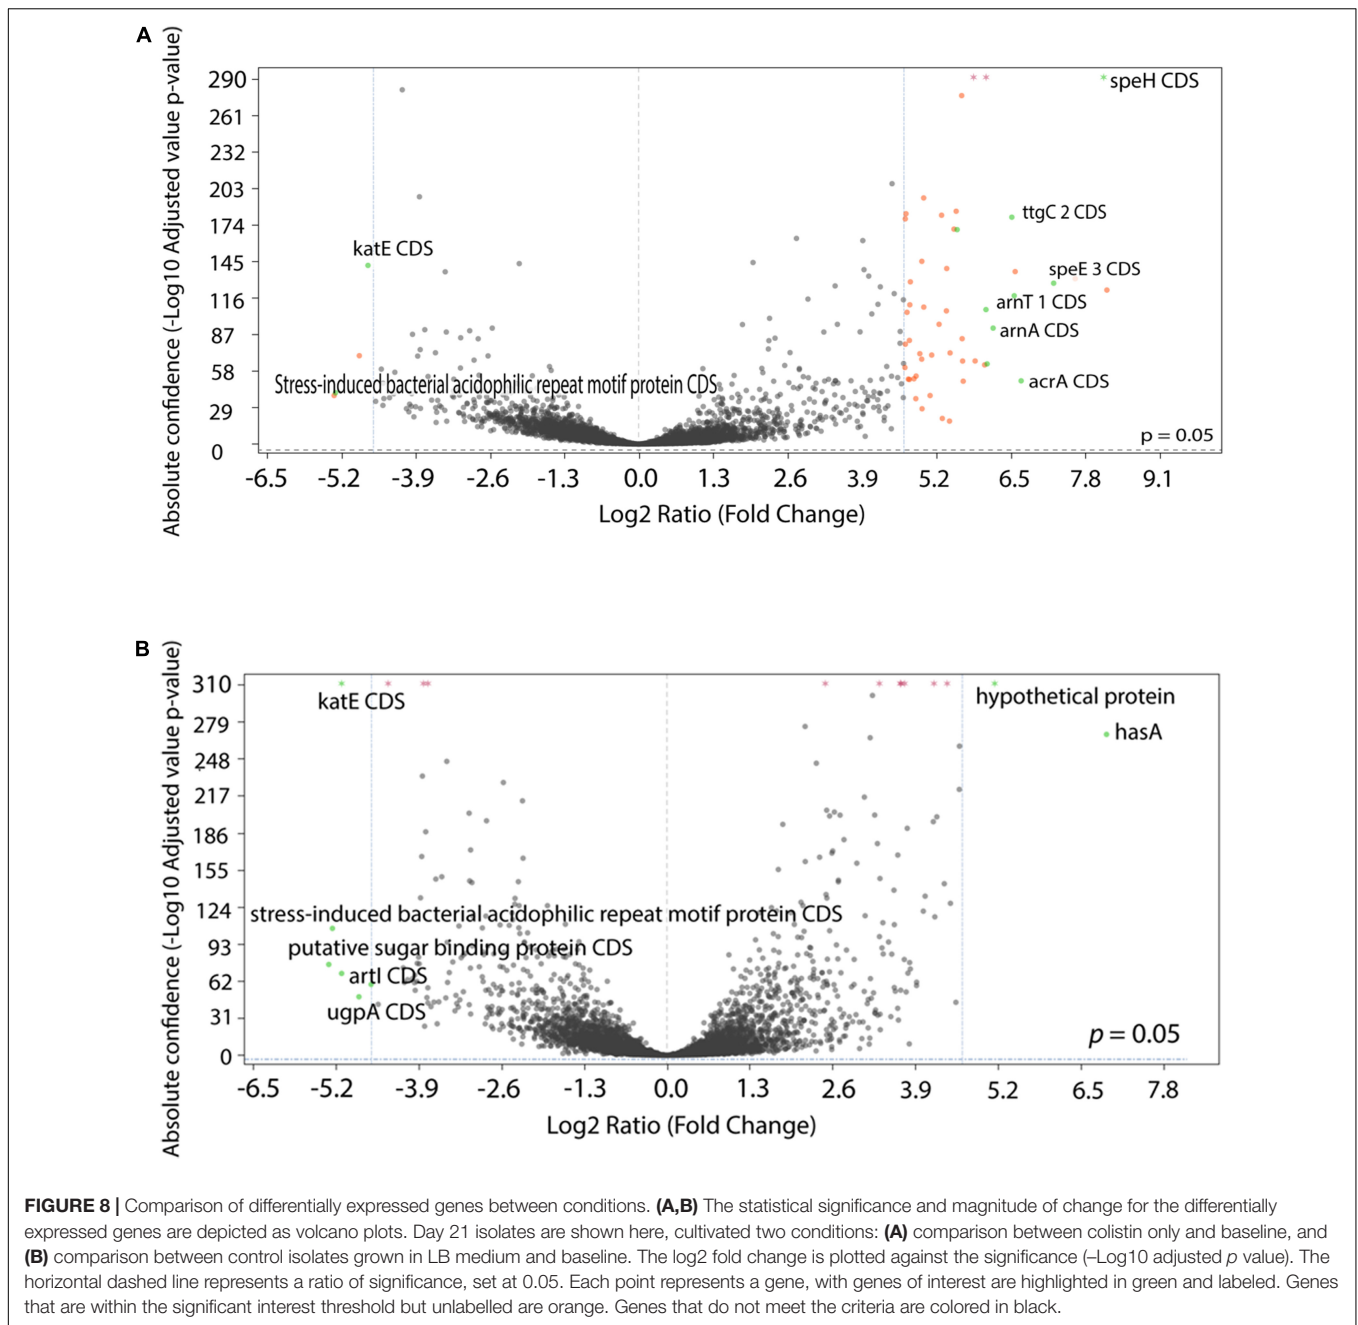 A
Absolute confidence (-Log10 Adjusted value p-value)
290
261
232
203
174
145
116
87
58
29
0
speH CDS
ttgC 2 CDS
katE CDS
speE 3 CDS
arnT 1 CDS
arnA CDS
Stress-induced bacterial acidophilic repeat motif protein CDS
acrA CDS
p = 0.05
-6.5 -5.2 -3.9 -2.6 -1.3 0.0 1.3 2.6 3.9 5.2 6.5 7.8 9.1
Log2 Ratio (Fold Change)
B
Absolute confidence (-Log10 Adjusted value p-value)
310
279
248
217
186
155
124
93
62
31
0
katE CDS
hypothetical protein
hasA
stress-induced bacterial acidophilic repeat motif protein CDS
putative sugar binding protein CDS
artI CDS
ugpA CDS
p = 0.05
-6.5 -5.2 -3.9 -2.6 -1.3 0.0 1.3 2.6 3.9 5.2 6.5 7.8
Log2 Ratio (Fold Change)
FIGURE 8 | Comparison of differentially expressed genes between conditions. (A,B) The statistical significance and magnitude of change for the differentially
expressed genes are depicted as volcano plots. Day 21 isolates are shown here, cultivated two conditions: (A) comparison between colistin only and baseline, and
(B) comparison between control isolates grown in LB medium and baseline. The log2 fold change is plotted against the significance (–Log10 adjusted p value). The
horizontal dashed line represents a ratio of significance, set at 0.05. Each point represents a gene, with genes of interest are highlighted in green and labeled. Genes
that are within the significant interest threshold but unlabelled are orange. Genes that do not meet the criteria are colored in black.